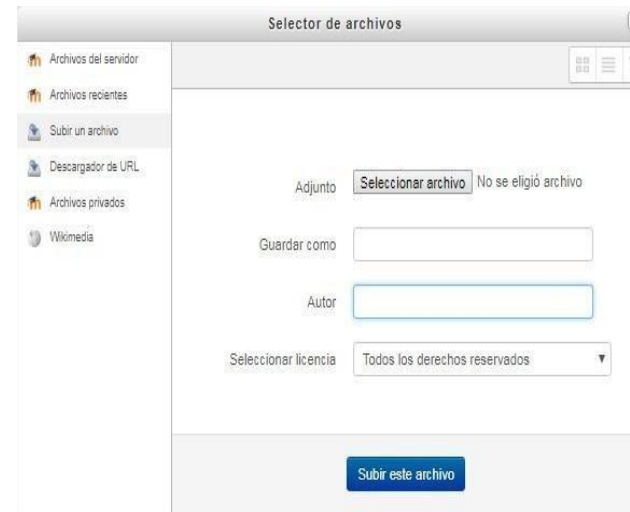 Selector de archivos
Archivos del servidor
Archivos recientes
Subir un archivo
Descargador de URL
Archivos privados
Wikimedia
Adjunto Seleccionar archivo No se eligió archivo
Guardar como
Autor
Seleccionar licencia Todos los derechos reservados
Subir este archivo